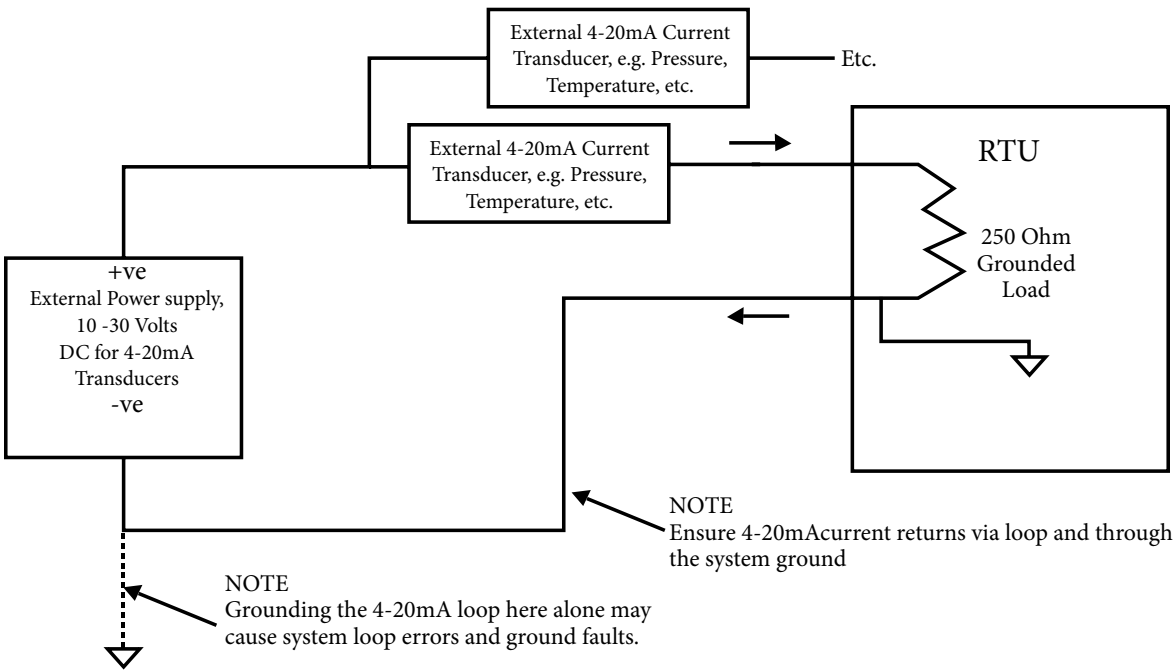 External 4-20mA Current
Transducer, e.g. Pressure,
Temperature, etc.
Etc.
External 4-20mA Current
Transducer, e.g. Pressure,
Temperature, etc.
RTU
250 Ohm
Grounded
Load
+ve
External Power supply,
10 -30 Volts
DC for 4-20mA
Transducers
-ve
NOTE
Ensure 4-20mAcurrent returns via loop and through
the system ground
NOTE
Grounding the 4-20mA loop here alone may
cause system loop errors and ground faults.